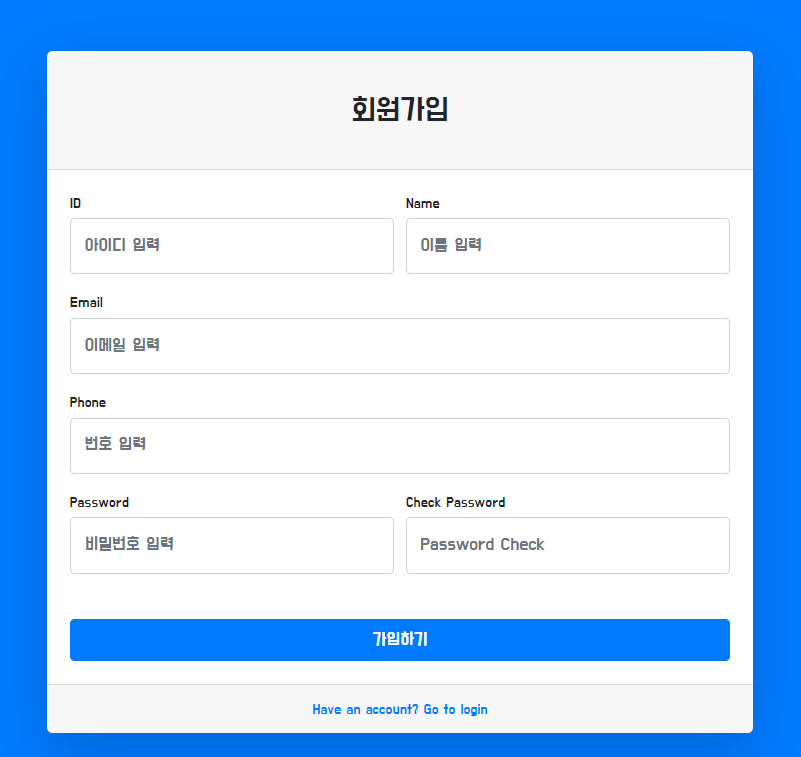 회원가입
ID
Name
아이디 입력
이름 입력
Email
이메일 입력
Phone
번호 입력
Password
Check Password
비밀번호 입력
Password Check
가입하기
Have an account? Go to login